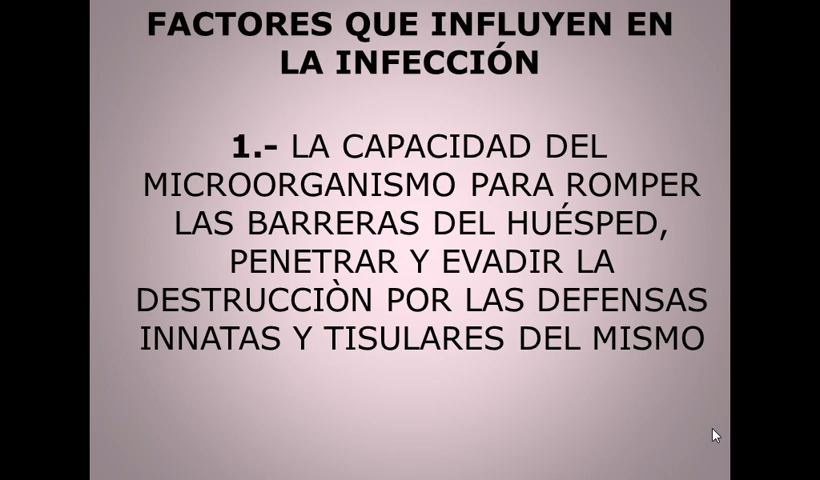 FACTORES QUE INFLUYEN EN
LA INFECCIÓN
1.- LA CAPACIDAD DEL
MICROORGANISMO PARA ROMPER
LAS BARRERAS DEL HUÉSPED,
PENETRAR Y EVADIR LA
DESTRUCCIÒN POR LAS DEFENSAS
INNATAS Y TISULARES DEL MISMO